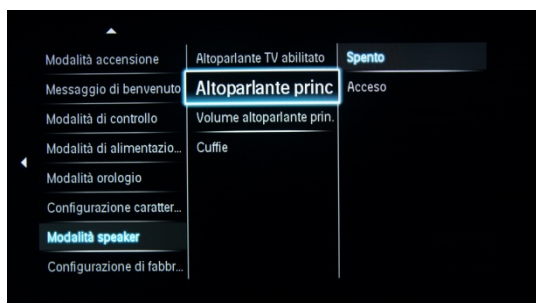 Modalità accensione
Messaggio di benvenuto
Modalità di controllo
Modalità di alimentazio...
Modalità orologio
Configurazione caratter...
Modalità speaker
Configurazione di fabbr...
Altoparlante TV abilitato
Altoparlante princ
Volume altoparlante prin.
Cuffie
Spento
Acceso